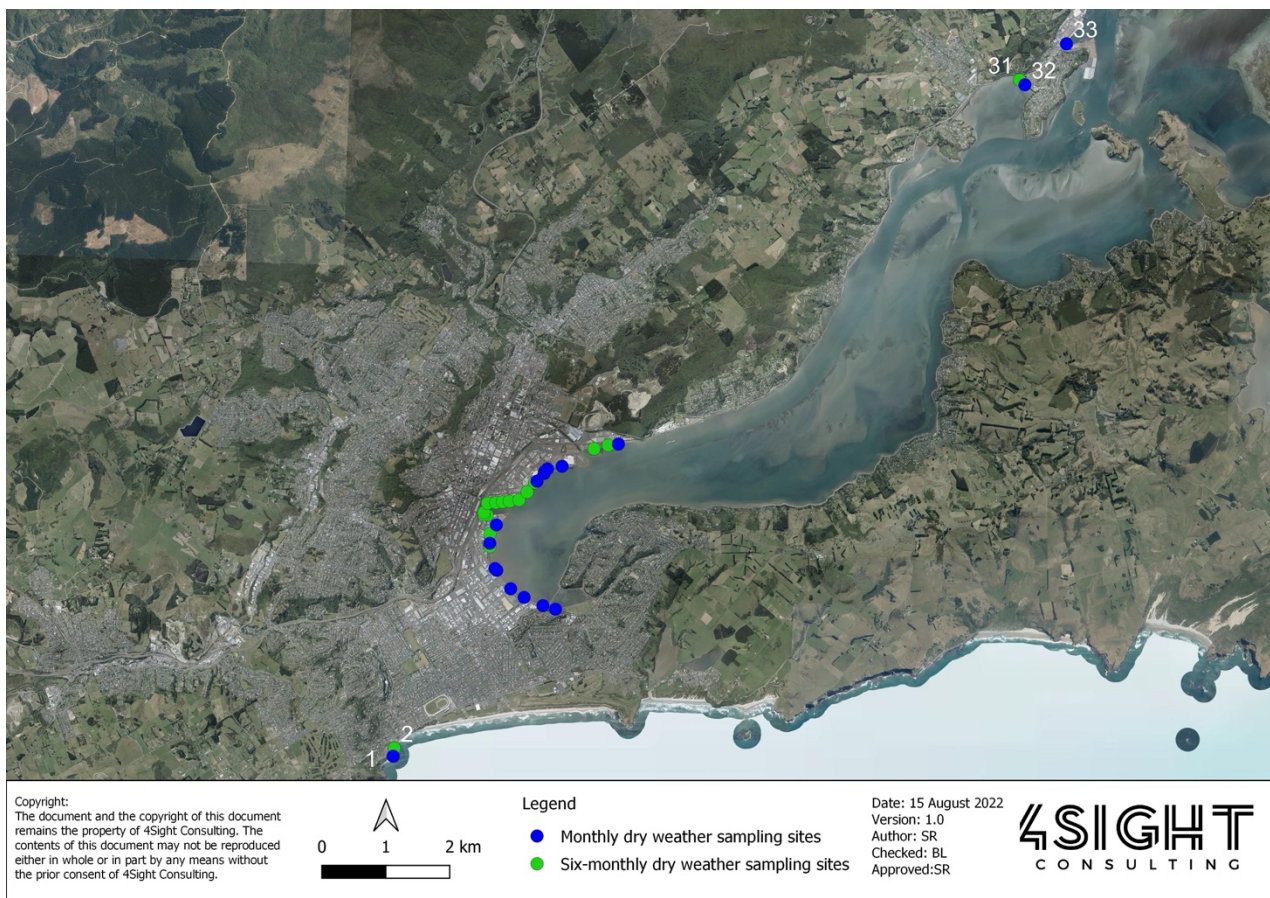 33
31
32
2
1
Copyright:
The document and the copyright of this document
remains the property of 4Sight Consulting. The
contents of this document may not be reproduced
either in whole or in part by any means without
the prior consent of 4Sight Consulting.
0 1 2 km
Legend
Monthly dry weather sampling sites
Six-monthly dry weather sampling sites
Date: 15 August 2022
Version: 1.0
Author: SR
Checked: BL
Approved:SR
4SIGHT
CONSULTING